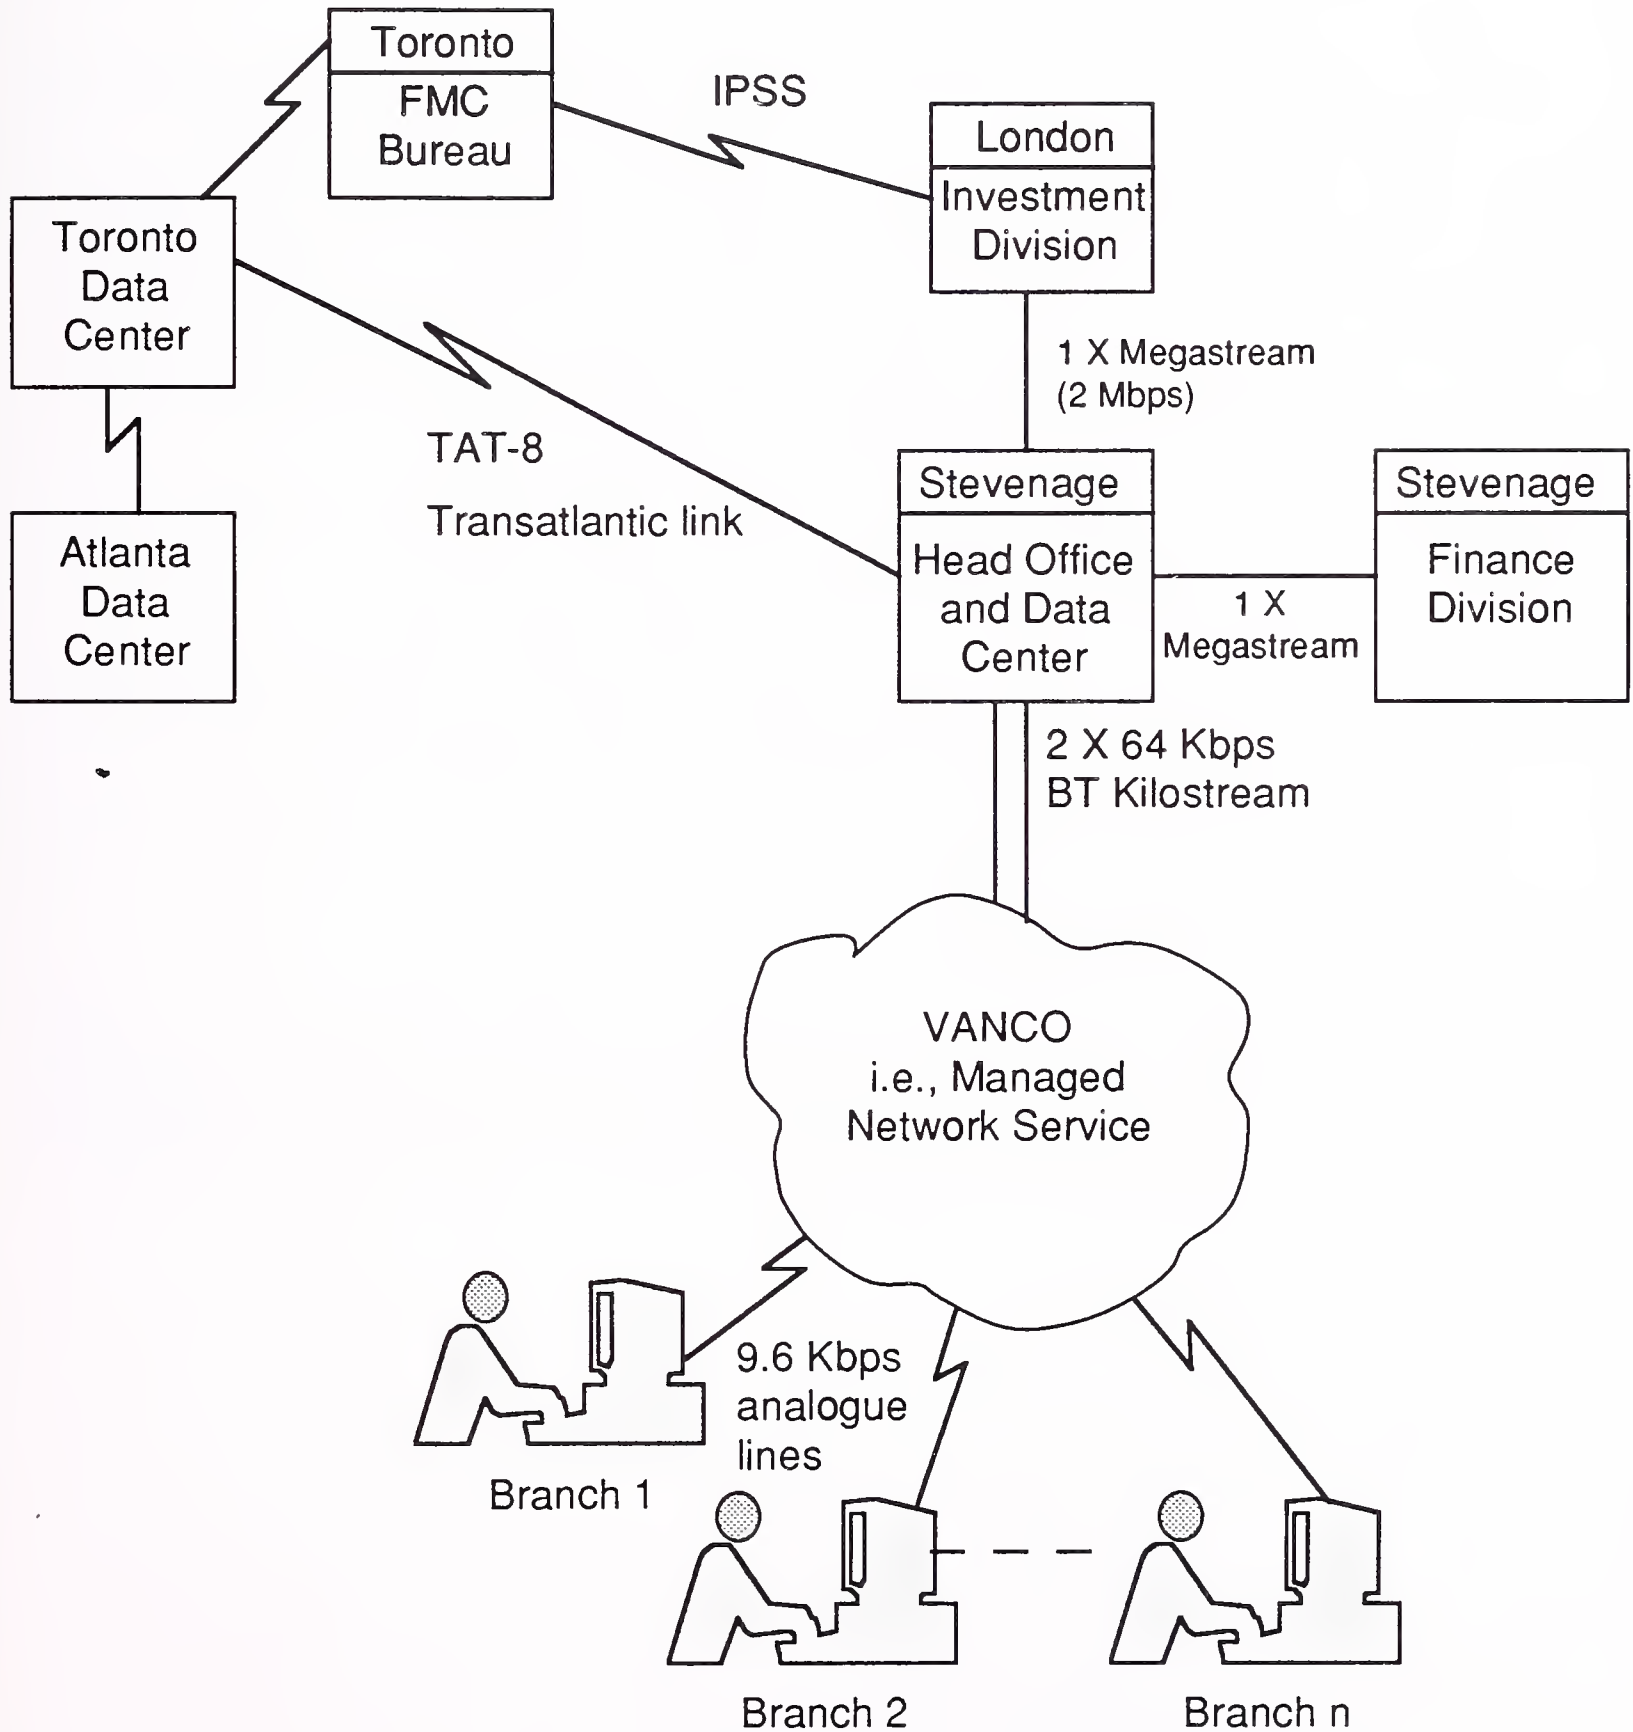 Toronto
FMC
Bureau
IPSS
London
Investment
Division
Toronto
Data
Center
1 X Megastream
(2 Mbps)
TAT-8
Transatlantic link
Stevenage
Head Office
and Data
Center
1 X
Megastream
Stevenage
Finance
Division
Atlanta
Data
Center
2 X 64 Kbps
BT Kilostream
VANCO
i.e., Managed
Network Service
9.6 Kbps
analogue
lines
Branch 1
Branch 2
Branch n